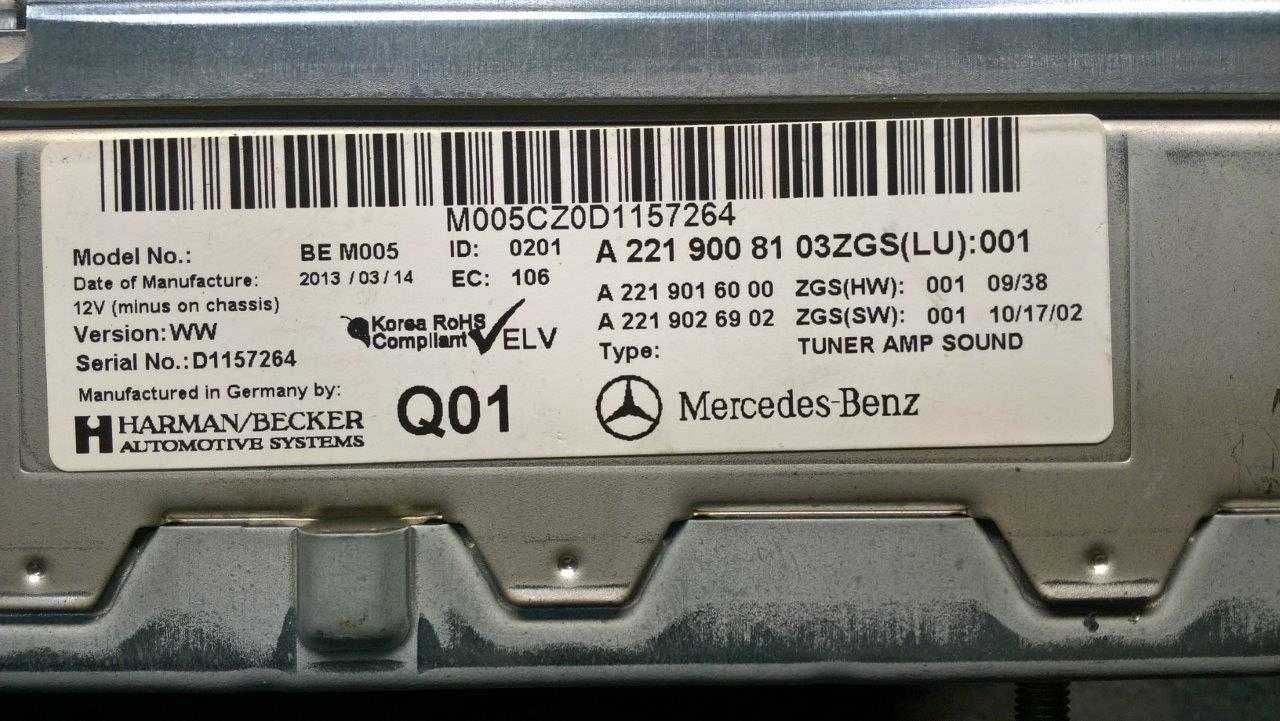 M005CZ0D1157264
Model No.: BE M005 ID: 0201 A 221 900 81 03ZGS(LU):001
Date of Manufacture: 2013 / 03 / 14 EC: 106
12V (minus on chassis) A 221 901 60 00 ZGS(HW): 001 09/38
Version: WW Korea RoHS Compliant ELV A 221 902 69 02 ZGS(SW): 001 10/17/02
Serial No.: D1157264 Type: TUNER AMP SOUND
Manufactured in Germany by:
HARMAN/BECKER Q01 Mercedes-Benz
AUTOMOTIVE SYSTEMS